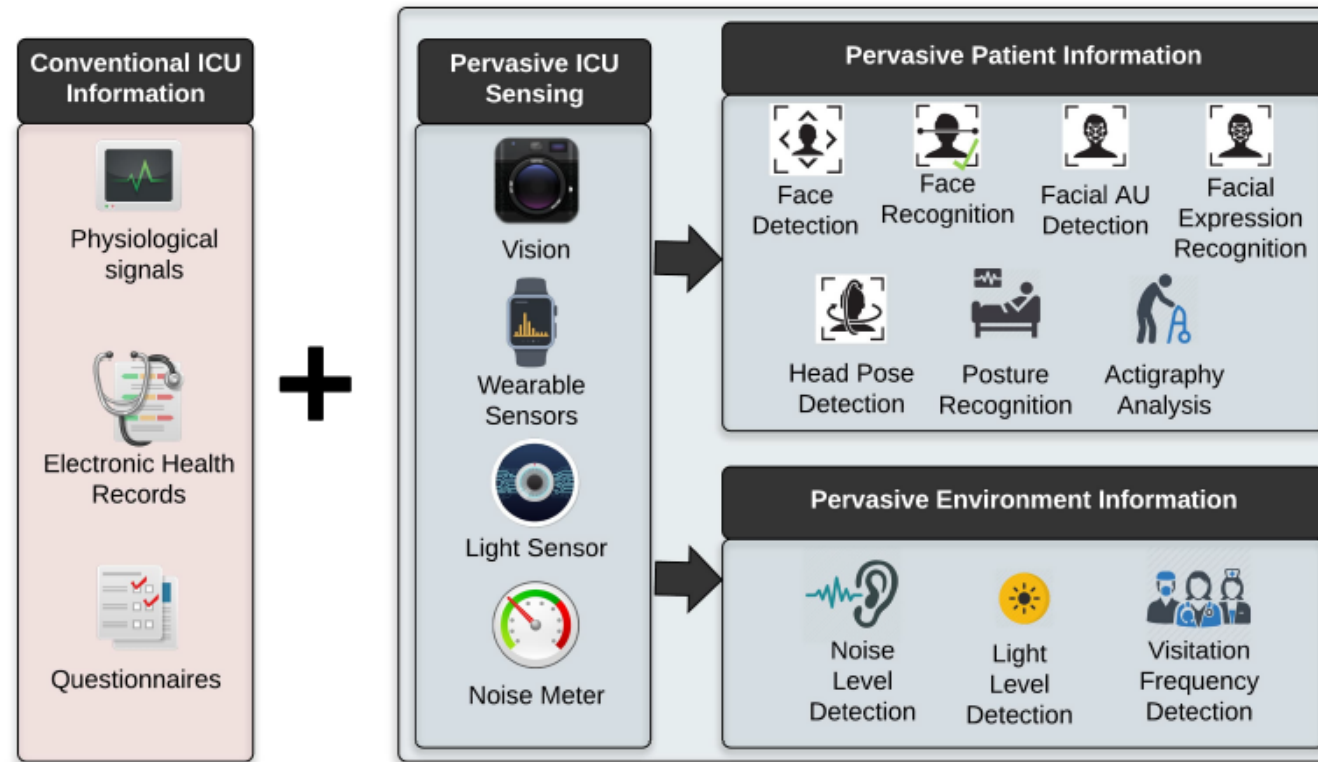 Conventional ICU
Information
Physiological
signals
Electronic Health
Records
Questionnaires
Pervasive ICU
Sensing
Vision
Wearable
Sensors
Light Sensor
Noise Meter
Pervasive Patient Information
Face
Detection
Face
Recognition
Facial AU
Detection
Facial
Expression
Recognition
Head Pose
Detection
Posture
Recognition
Actigraphy
Analysis
Pervasive Environment Information
Noise
Level
Detection
Light
Level
Detection
Visitation
Frequency
Detection